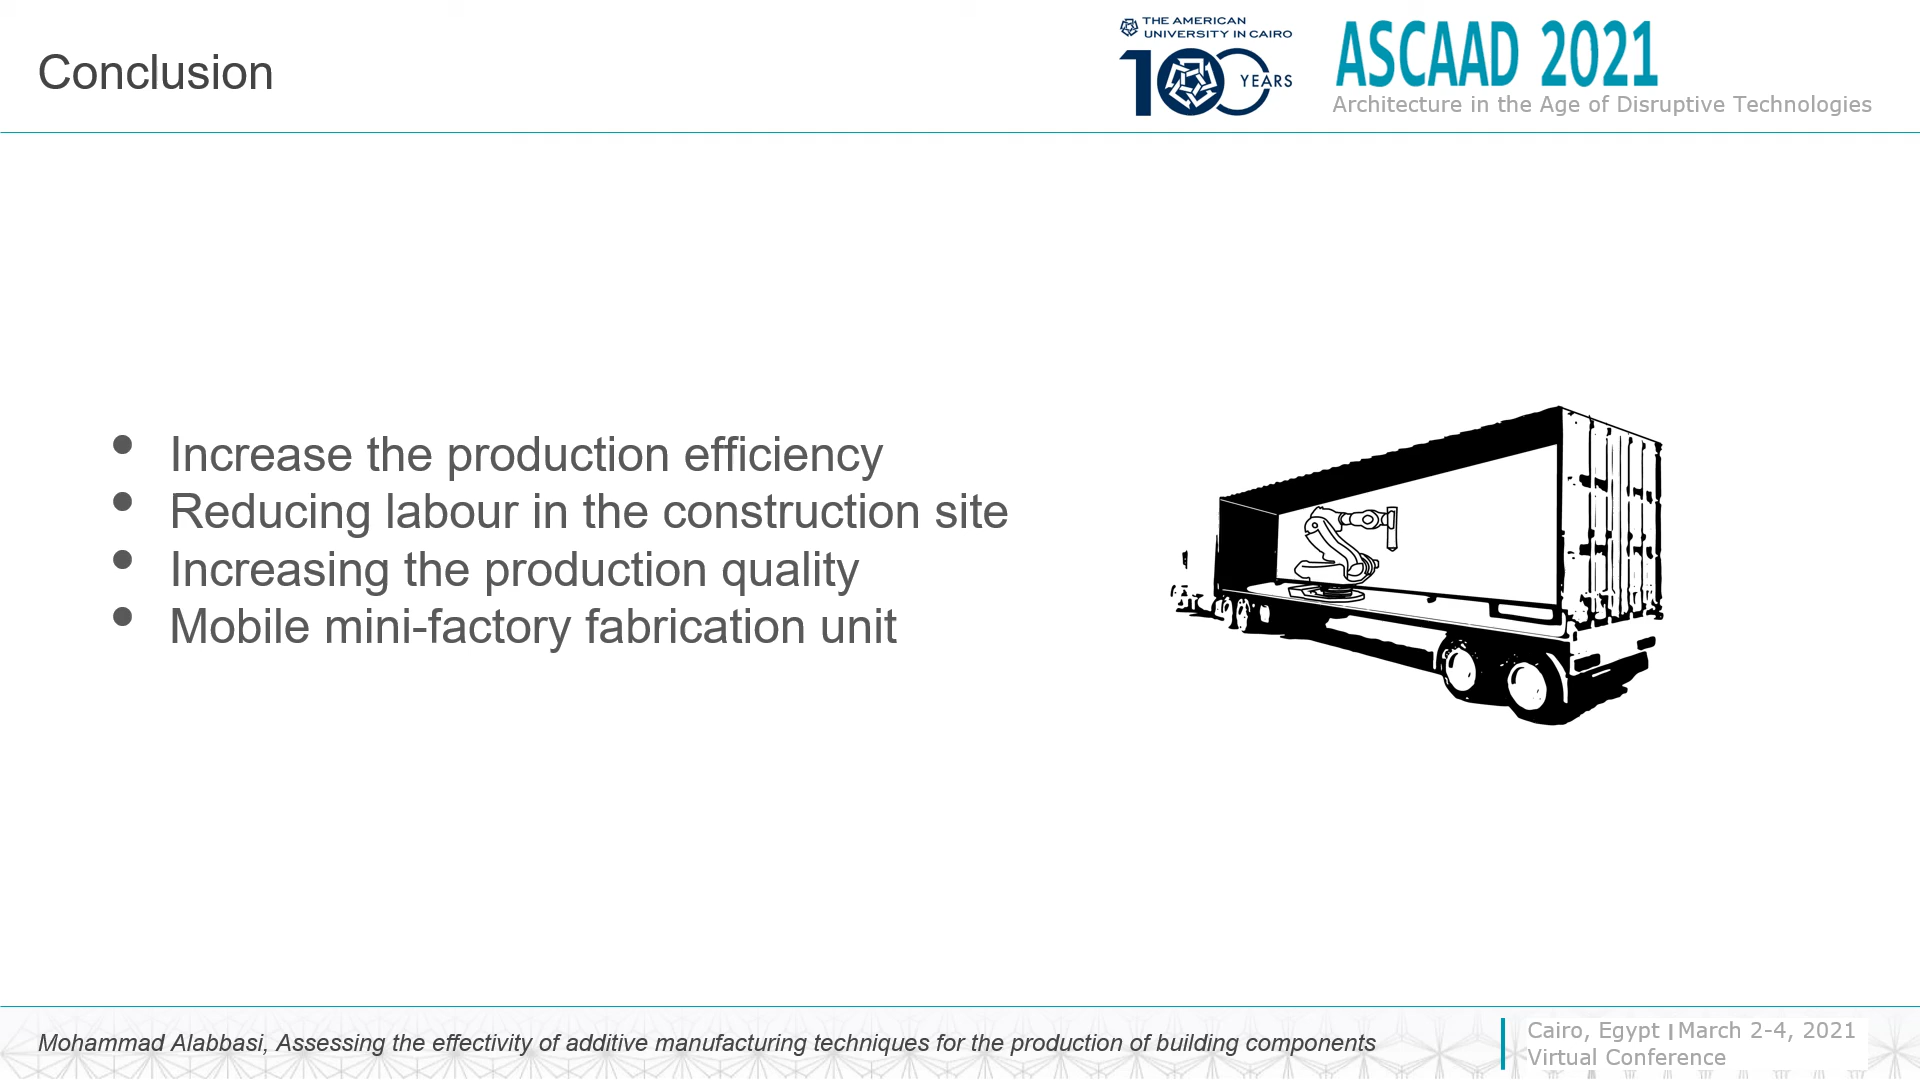 Conclusion
THE AMERICAN
UNIVERSITY IN CAIRO
100 YEARS
ASCAAD 2021
Architecture in the Age of Disruptive Technologies
• Increase the production efficiency
• Reducing labour in the construction site
• Increasing the production quality
• Mobile mini-factory fabrication unit
Mohammad Alabbasi, Assessing the effectivity of additive manufacturing techniques for the production of building components
Cairo, Egypt | March 2-4, 2021
Virtual Conference